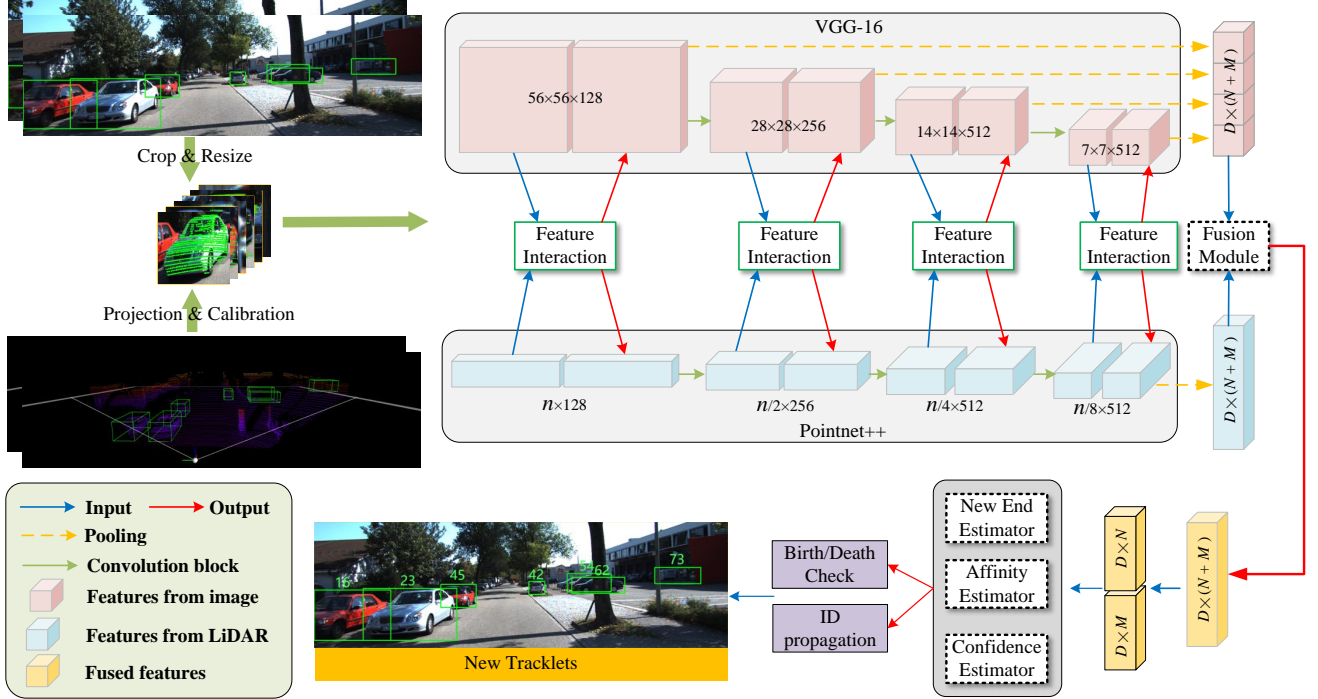 VGG-16
56×56×128
28×28×256
14×14×512
7×7×512
D×(N+M)
Crop & Resize
Projection & Calibration
Feature
Interaction
Feature
Interaction
Feature
Interaction
Feature
Interaction
Fusion
Module
n×128
n/2×256
n/4×512
n/8×512
Pointnet++
D×(N+M)
Input
Output
Pooling
Convolution block
Features from image
Features from LiDAR
Fused features
16
23
45
42
62
73
New Tracklets
Birth/Death
Check
ID
propagation
New End
Estimator
Affinity
Estimator
Confidence
Estimator
D×N
D×M
D×(N+M)